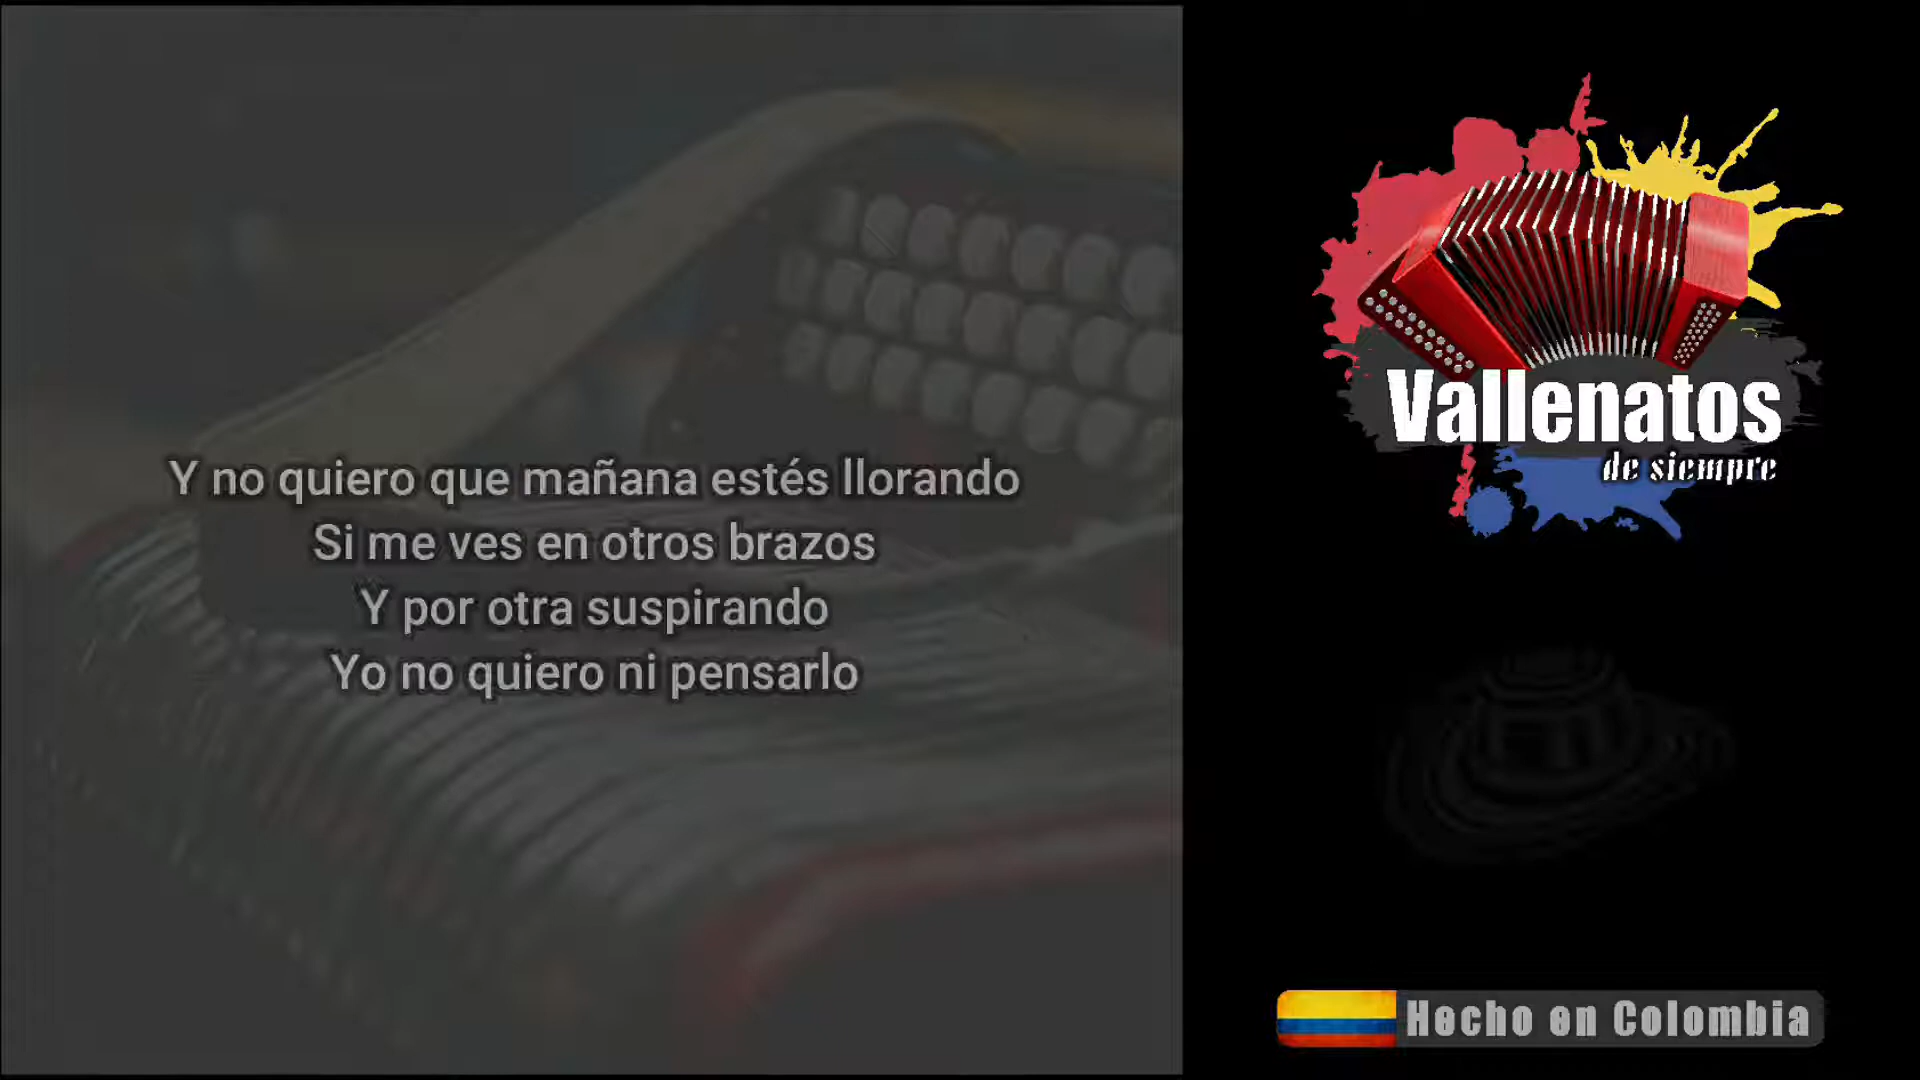 Y no quiero que mañana estés llorando
Si me ves en otros brazos
Y por otra suspirando
Yo no quiero ni pensarlo
Vallenatos
de siempre
Hecho en Colombia